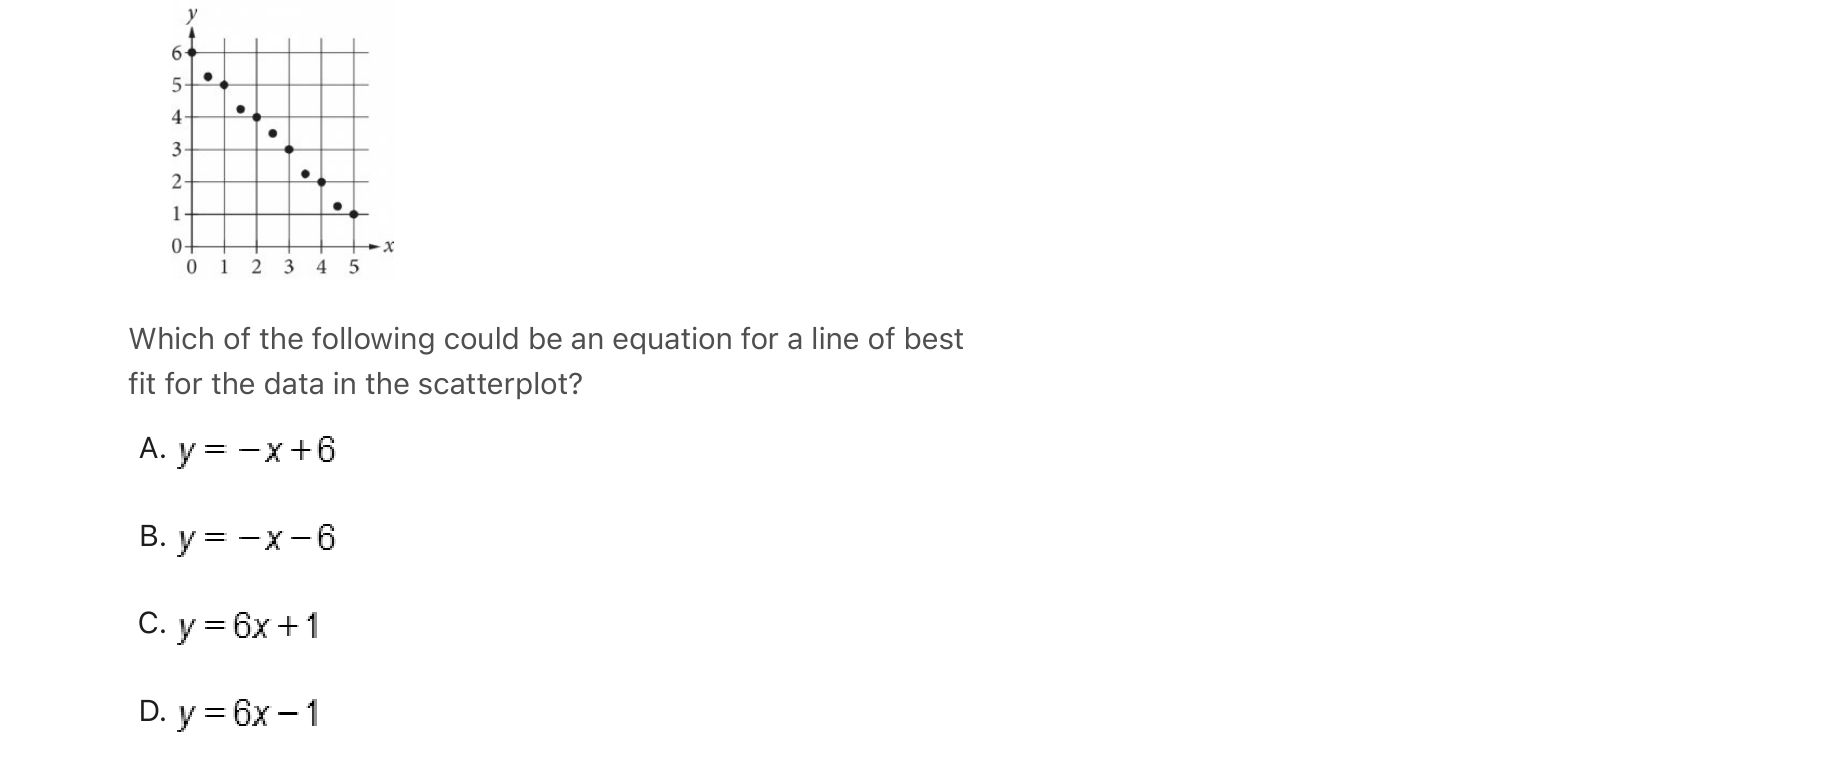 y
6
5
4
3
2
1
0
x
0 1 2 3 4 5
Which of the following could be an equation for a line of best
fit for the data in the scatterplot?
A. y = −x+6
B. y = −x−6
C. y = 6x+1
D. y = 6x−1